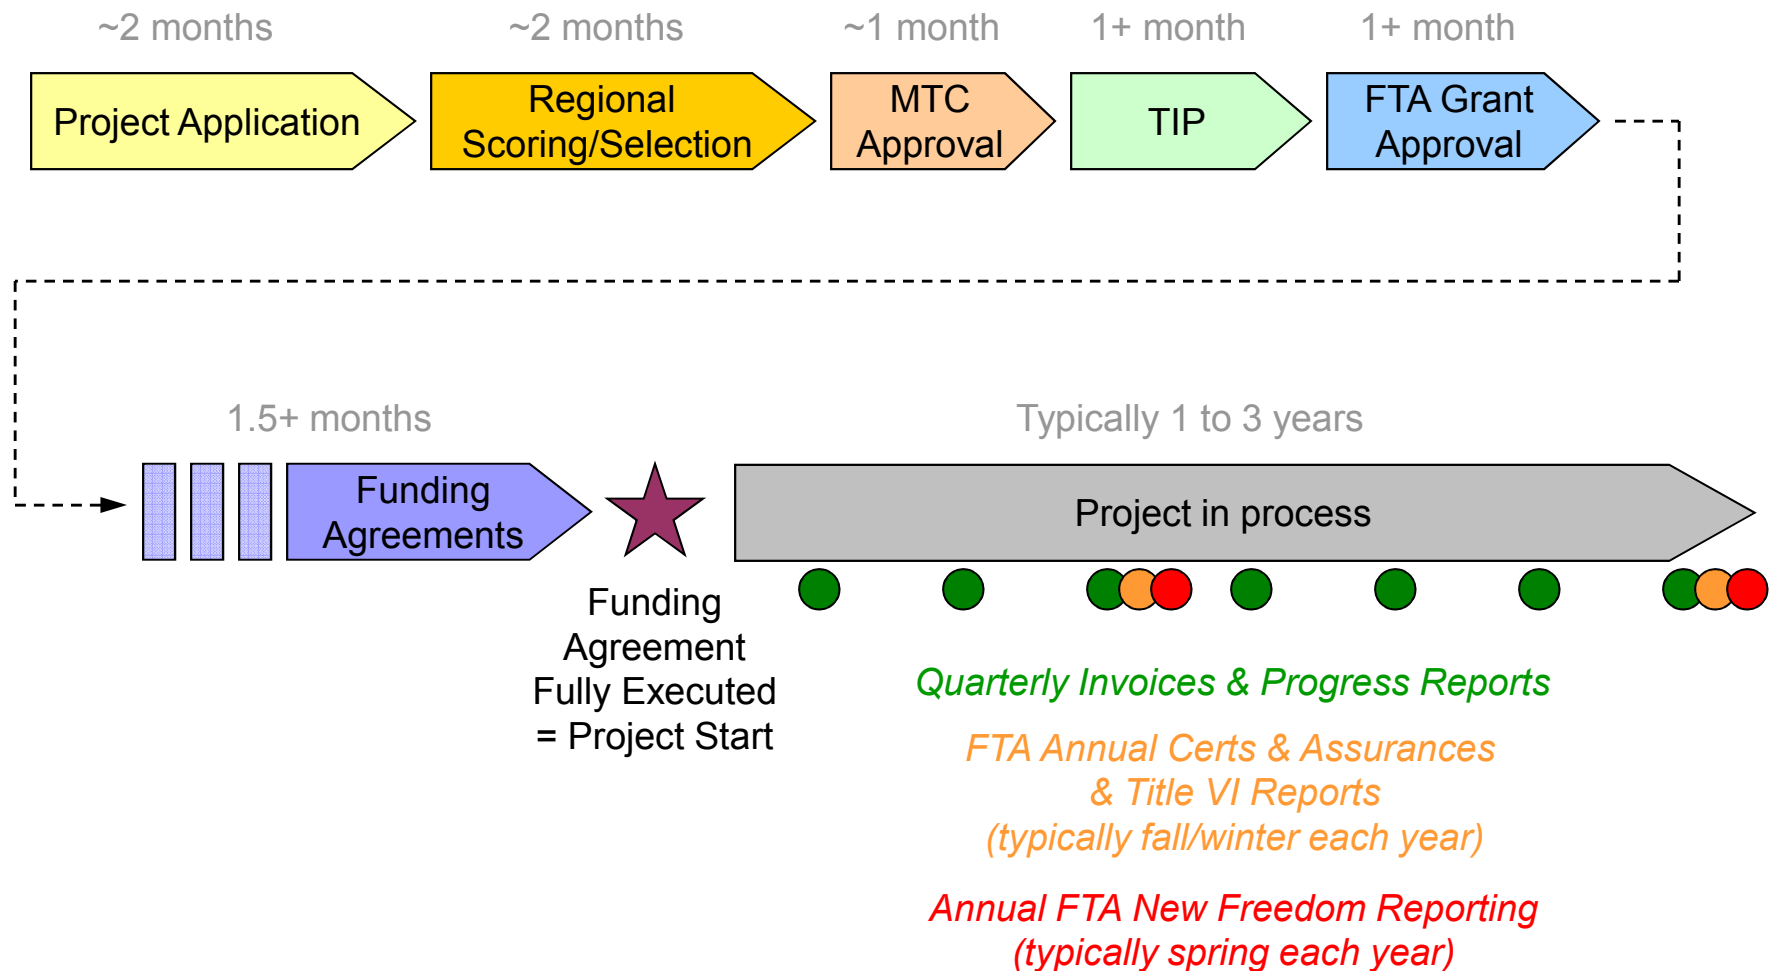 ~2 months
~2 months
~1 month
1+ month
1+ month
Project Application
Regional
Scoring/Selection
MTC
Approval
TIP
FTA Grant
Approval
1.5+ months
Typically 1 to 3 years
Funding
Agreements
Project in process
Funding
Agreement
Fully Executed
= Project Start
Quarterly Invoices & Progress Reports
FTA Annual Certs & Assurances
& Title VI Reports
(typically fall/winter each year)
Annual FTA New Freedom Reporting
(typically spring each year)